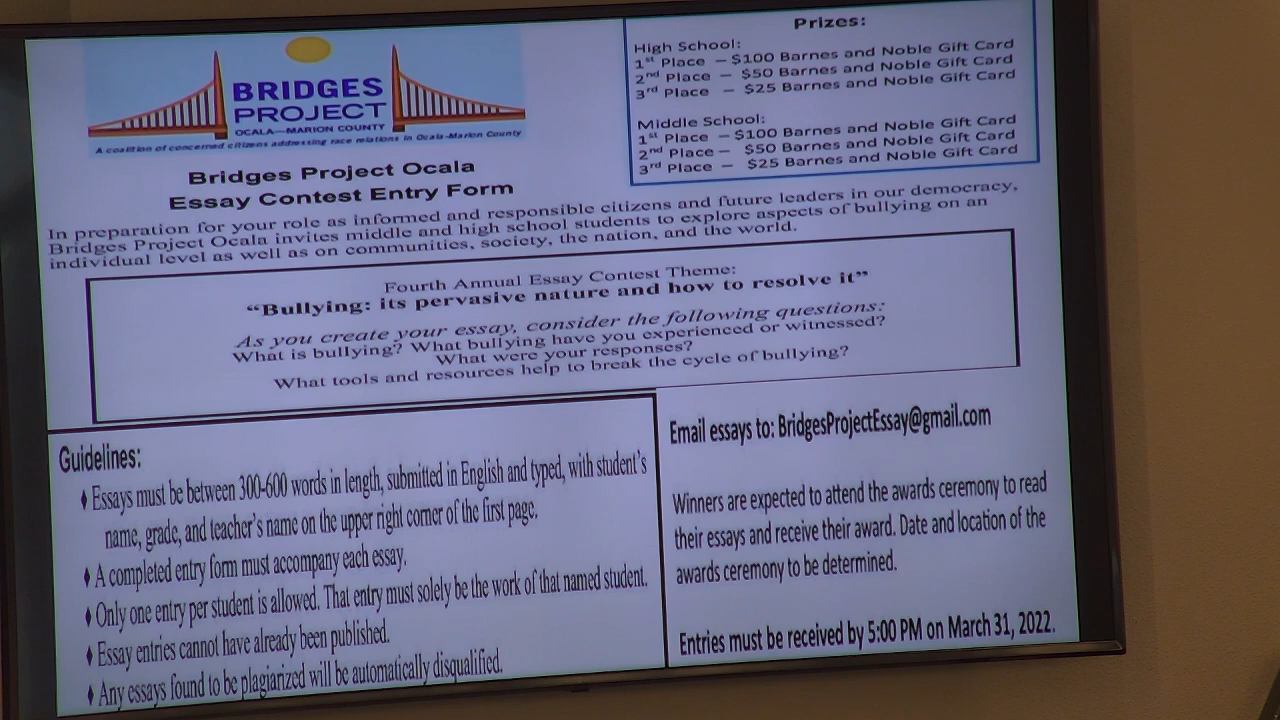 BRIDGES
PROJECT
OCALA—MARION COUNTY
A coalition of concerned citizens addressing race relations in Ocala-Marion County
Bridges Project Ocala
Essay Contest Entry Form
Prizes:
High School:
1st Place – $100 Barnes and Noble Gift Card
2nd Place – $50 Barnes and Noble Gift Card
3rd Place – $25 Barnes and Noble Gift Card
Middle School:
1st Place – $100 Barnes and Noble Gift Card
2nd Place – $50 Barnes and Noble Gift Card
3rd Place – $25 Barnes and Noble Gift Card
In preparation for your role as informed and responsible citizens and future leaders in our democracy,
Bridges Project Ocala invites middle and high school students to explore aspects of bullying on an
individual level as well as on communities, society, the nation, and the world.
Fourth Annual Essay Contest Theme:
“Bullying: its pervasive nature and how to resolve it”
As you create your essay, consider the following questions:
What is bullying? What bullying have you experienced or witnessed?
What were your responses?
What tools and resources help to break the cycle of bullying?
Guidelines:
♦ Essays must be between 300-600 words in length, submitted in English and typed, with student's
name, grade, and teacher's name on the upper right corner of the first page.
♦ A completed entry form must accompany each essay.
♦ Only one entry per student is allowed. That entry must solely be the work of that named student.
♦ Essay entries cannot have already been published.
♦ Any essays found to be plagiarized will be automatically disqualified.
Email essays to: BridgesProjectEssay@gmail.com
Winners are expected to attend the awards ceremony to read
their essays and receive their award. Date and location of the
awards ceremony to be determined.
Entries must be received by 5:00 PM on March 31, 2022.